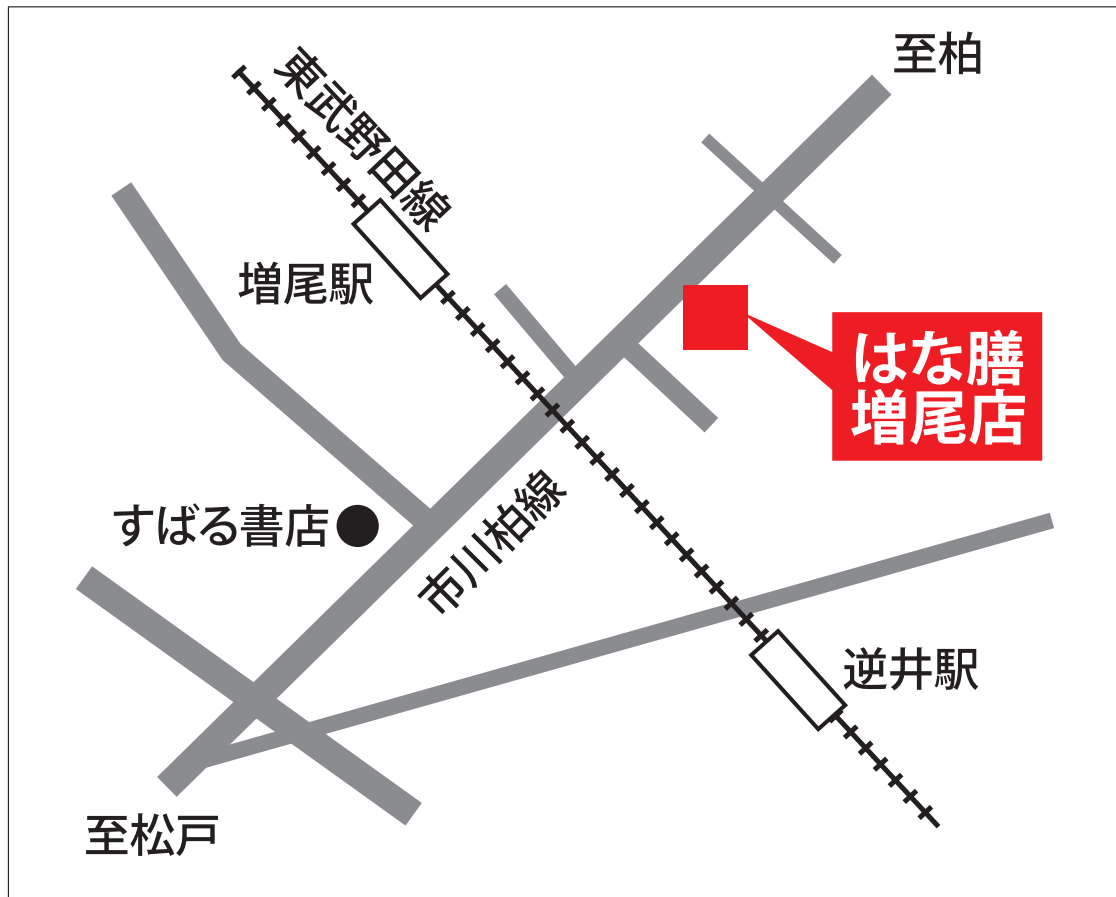 至柏
東武野田線
増尾駅
はな膳
増尾店
すばる書店
市川柏線
逆井駅
至松戸